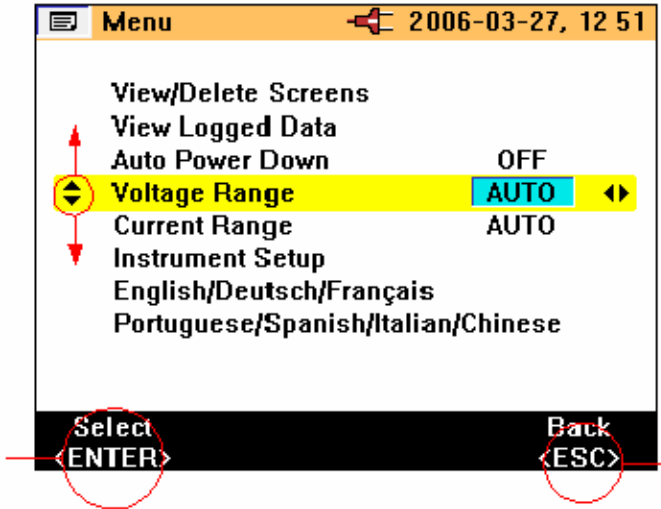 Menu 2006-03-27, 12 51
View/Delete Screens
View Logged Data
Auto Power Down OFF
Voltage Range AUTO
Current Range AUTO
Instrument Setup
English/Deutsch/Français
Portuguese/Spanish/Italian/Chinese
Select Back
<ENTER> <ESC>